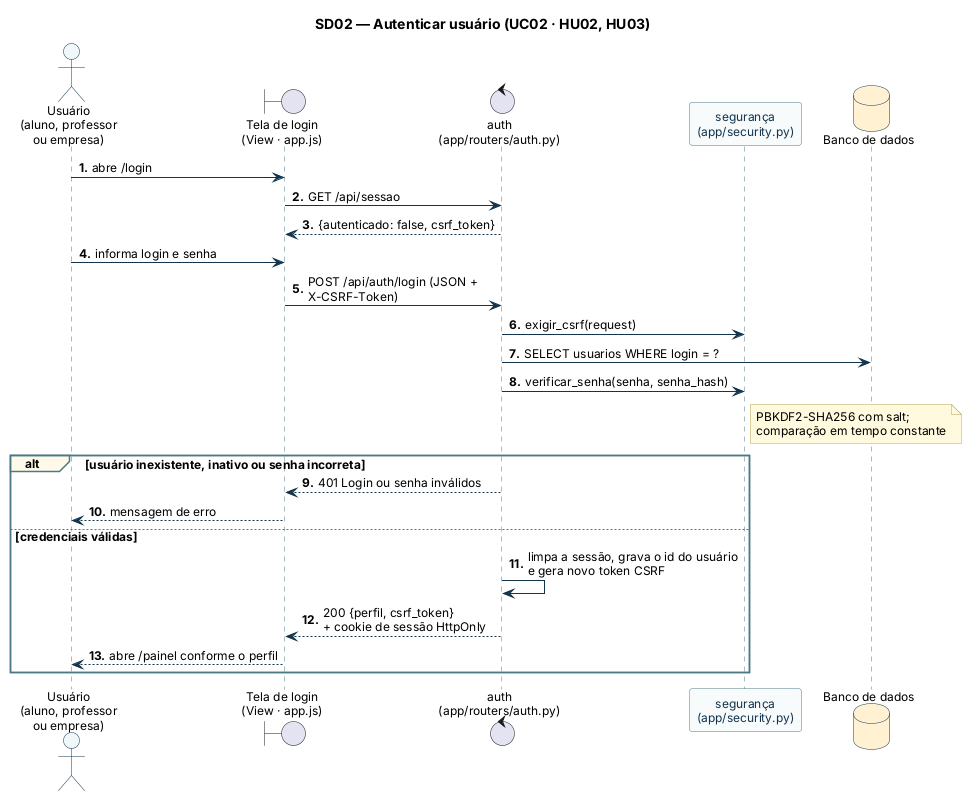 SD02 — Autenticar usuário (UC02 · HU02, HU03)
Usuário
(aluno, professor
ou empresa)
Tela de login
(View · app.js)
auth
(app/routers/auth.py)
segurança
(app/security.py)
Banco de dados
1. abre /login
2. GET /api/sessao
3. {autenticado: false, csrf_token}
4. informa login e senha
5. POST /api/auth/login (JSON +
X-CSRF-Token)
6. exigir_csrf(request)
7. SELECT usuarios WHERE login = ?
8. verificar_senha(senha, senha_hash)
PBKDF2-SHA256 com salt;
comparação em tempo constante
alt [usuário inexistente, inativo ou senha incorreta]
9. 401 Login ou senha inválidos
10. mensagem de erro
[credenciais válidas]
11. limpa a sessão, grava o id do usuário
e gera novo token CSRF
12. 200 {perfil, csrf_token}
+ cookie de sessão HttpOnly
13. abre /painel conforme o perfil
Usuário
(aluno, professor
ou empresa)
Tela de login
(View · app.js)
auth
(app/routers/auth.py)
segurança
(app/security.py)
Banco de dados